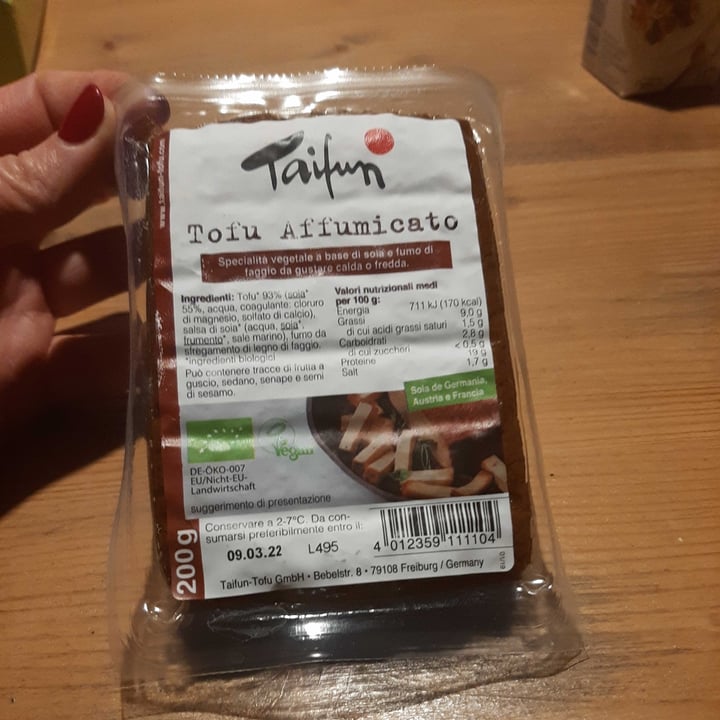 www.taifun-tofu.com
Taifun
Tofu Affumicato
Specialità vegetale a base di soia e fumo di
faggio da gustare calda o fredda.
Ingredienti: Tofu* 93% (soia*
55%, acqua, coagulante: cloruro
di magnesio, solfato di calcio),
salsa di soia* (acqua, soia*,
frumento*, sale marino), fumo da
sfregamento di legno di faggio.
*ingredienti biologici
Può contenere tracce di frutta a
guscio, sedano, senape e semi
di sesamo.
Valori nutrizionali medi
per 100 g:
Energia 711 kJ (170 kcal)
Grassi 9,0 g
di cui acidi grassi saturi 1,5 g
Carboidrati 2,8 g
di cui zuccheri < 0,5 g
Proteine 19 g
Salt 1,7 g
Soia de Germania,
Austria e Francia
Vegan
DE-ÖKO-007
EU/Nicht-EU-
Landwirtschaft
suggerimento di presentazione
200g
Conservare a 2-7°C. Da con-
sumarsi preferibilmente entro il:
09.03.22 L495
4 012359 111104
Taifun-Tofu GmbH • Bebelstr. 8 • 79108 Freiburg / Germany